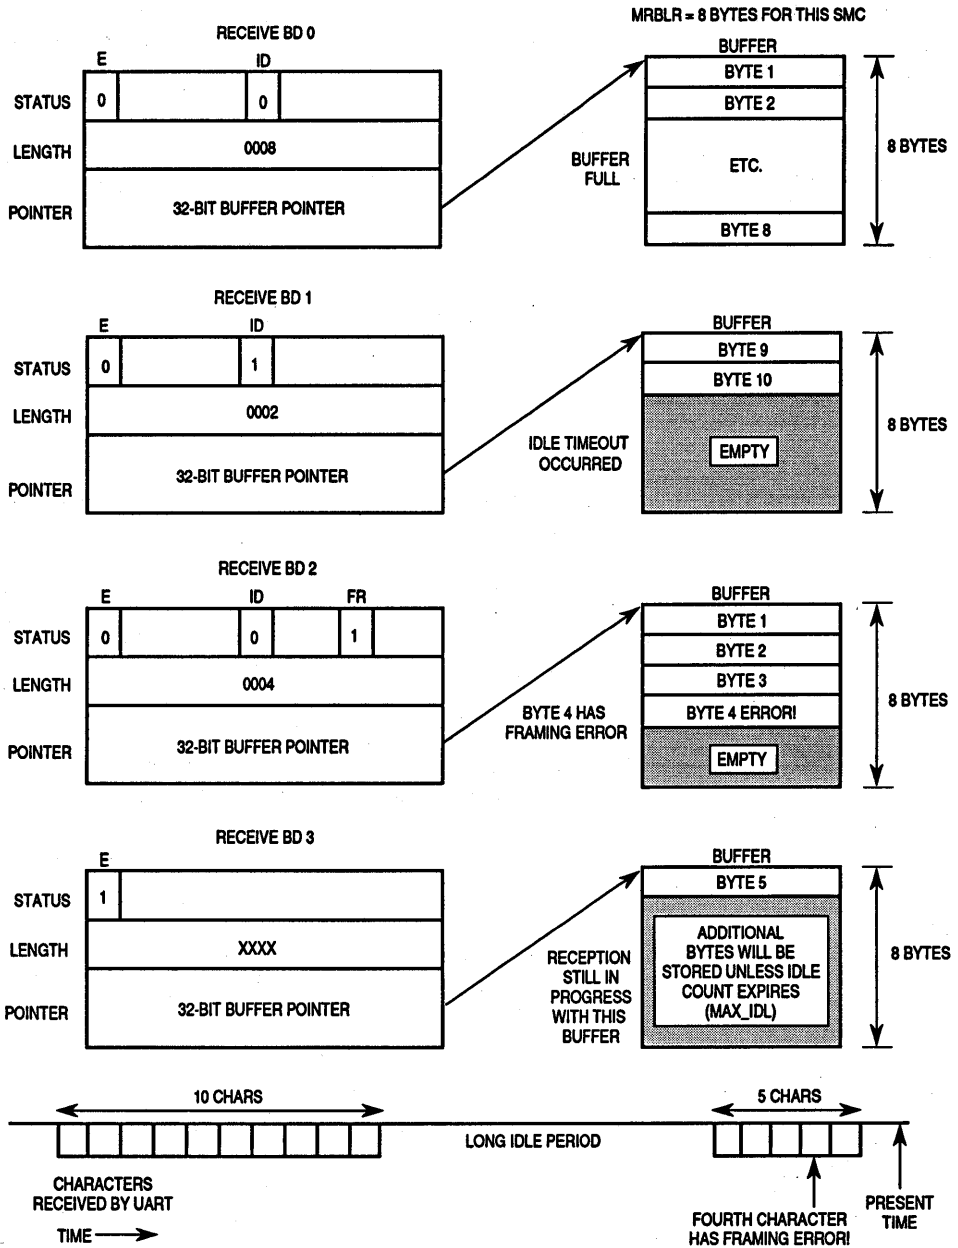 MRBLR = 8 BYTES FOR THIS SMC
RECEIVE BD 0
E ID
STATUS 0 0
LENGTH 0008
POINTER 32-BIT BUFFER POINTER
BUFFER
BYTE 1
BYTE 2
ETC.
BYTE 8
BUFFER
FULL
8 BYTES
RECEIVE BD 1
E ID
STATUS 0 1
LENGTH 0002
POINTER 32-BIT BUFFER POINTER
BUFFER
BYTE 9
BYTE 10
EMPTY
IDLE TIMEOUT
OCCURRED
8 BYTES
RECEIVE BD 2
E ID FR
STATUS 0 0 1
LENGTH 0004
POINTER 32-BIT BUFFER POINTER
BUFFER
BYTE 1
BYTE 2
BYTE 3
BYTE 4 ERROR!
EMPTY
BYTE 4 HAS
FRAMING ERROR
8 BYTES
RECEIVE BD 3
E
STATUS 1
LENGTH XXXX
POINTER 32-BIT BUFFER POINTER
BUFFER
BYTE 5
ADDITIONAL
BYTES WILL BE
STORED UNLESS IDLE
COUNT EXPIRES
(MAX_IDL)
RECEPTION
STILL IN
PROGRESS
WITH THIS
BUFFER
8 BYTES
10 CHARS
5 CHARS
LONG IDLE PERIOD
CHARACTERS
RECEIVED BY UART
TIME
FOURTH CHARACTER
HAS FRAMING ERROR!
PRESENT
TIME